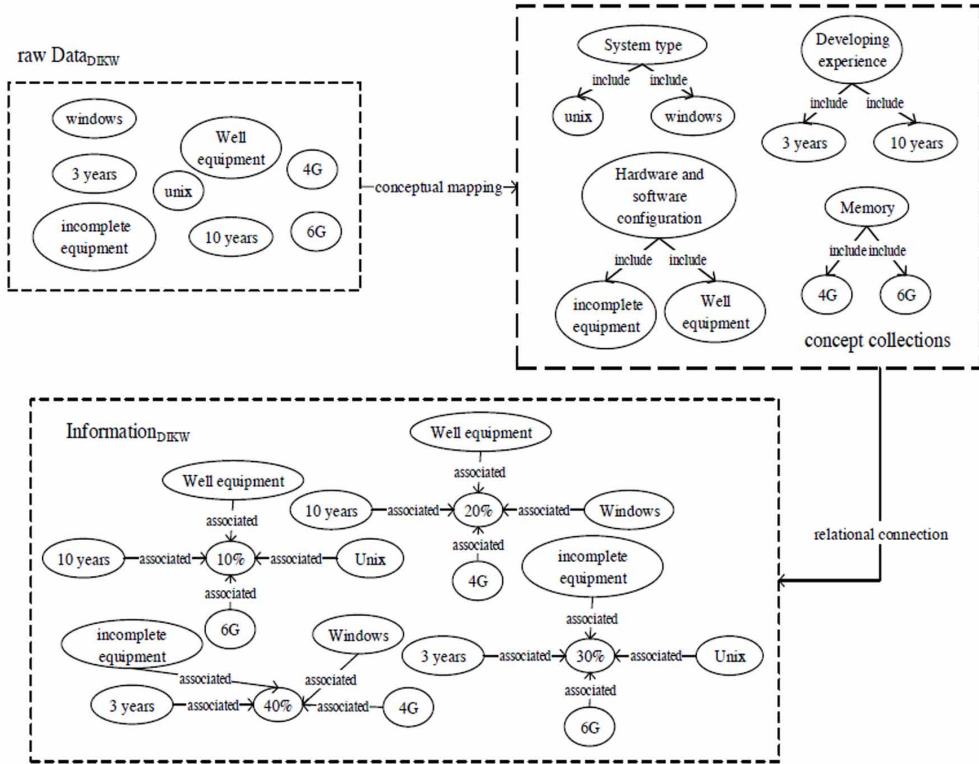 raw DataDIKW
windows
Well
equipment
3 years
unix
4G
incomplete
equipment
10 years
6G
conceptual mapping
System type
include
include
unix
windows
Developing
experience
include
include
3 years
10 years
Hardware and
software
configuration
include
include
incomplete
equipment
Well
equipment
Memory
include
include
4G
6G
concept collections
relational connection
InformationDIKW
Well equipment
associated
10 years
associated
20%
associated
Windows
associated
4G
Well equipment
associated
10 years
associated
10%
associated
Unix
associated
6G
incomplete
equipment
associated
3 years
associated
30%
associated
Unix
associated
6G
incomplete
equipment
Windows
associated
associated
3 years
associated
40%
associated
4G